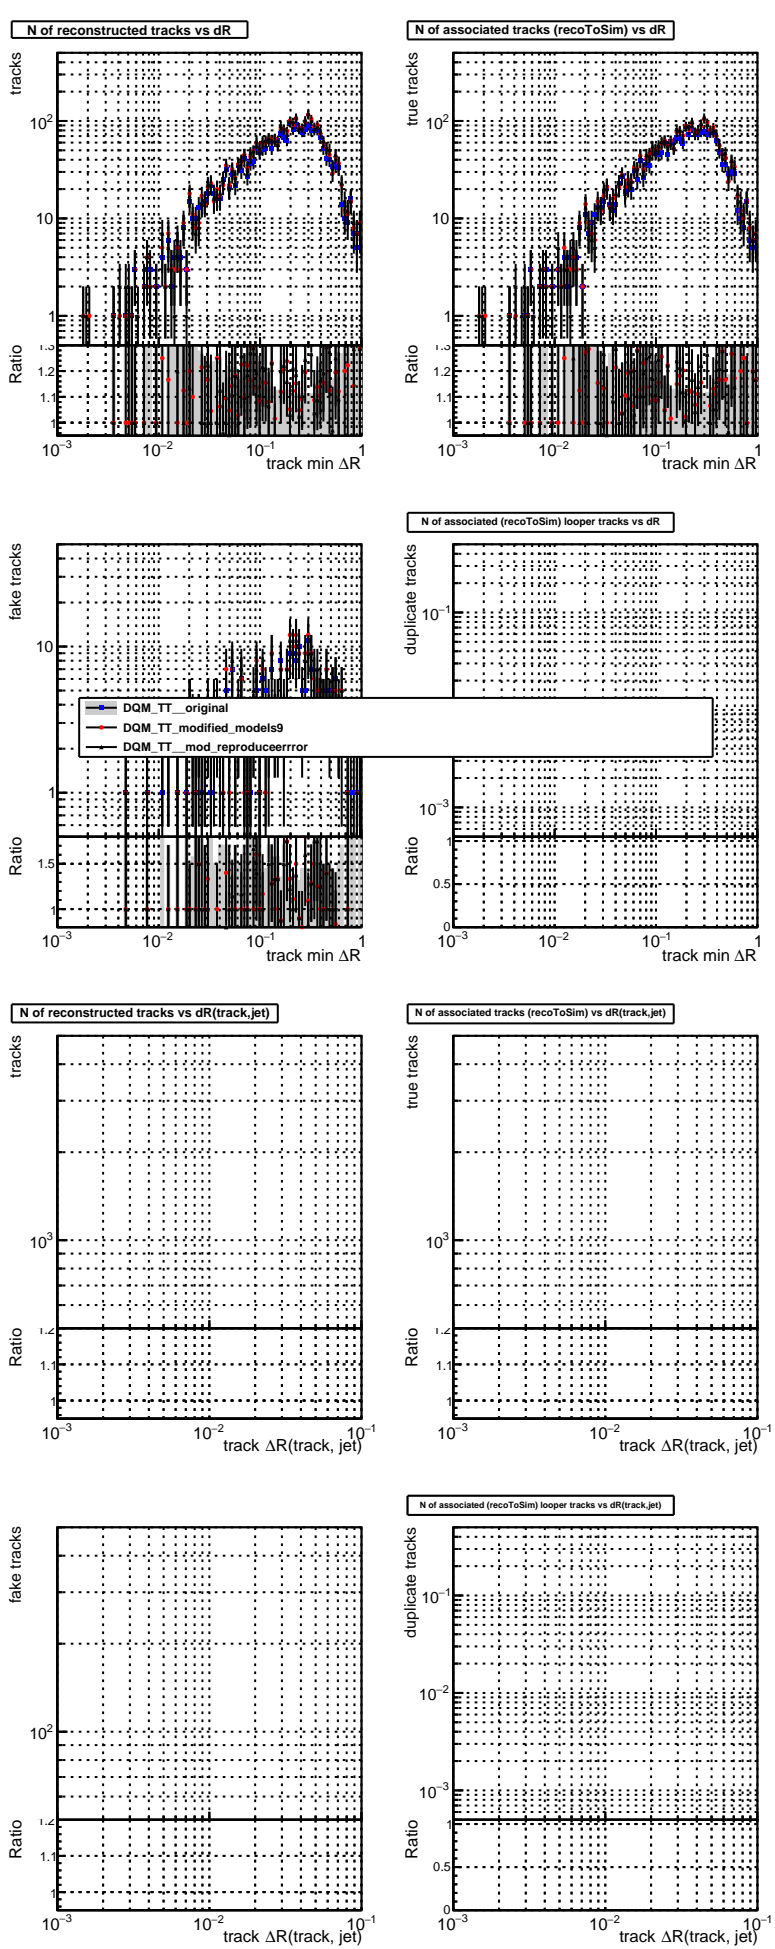 N of reconstructed tracks vs dR
tracks
10²
10
1
Ratio
1.3
1.2
1.1
1
10⁻³
10⁻²
10⁻¹
1
track min ΔR
N of associated tracks (recoToSim) vs dR
true tracks
10²
10
1
Ratio
1.3
1.2
1.1
1
10⁻³
10⁻²
10⁻¹
1
track min ΔR
fake tracks
10
1
Ratio
1.5
1
10⁻³
10⁻²
10⁻¹
1
track min ΔR
N of associated (recoToSim) looper tracks vs dR
duplicate tracks
10⁻¹
10⁻³
Ratio
1
0.5
0
10⁻³
10⁻²
10⁻¹
1
track min ΔR
DQM_TT__original
DQM_TT_modified_models9
DQM_TT__mod_reproduceerrror
N of reconstructed tracks vs dR(track,jet)
tracks
10³
Ratio
1.2
1.1
1
10⁻³
10⁻²
10⁻¹
track ΔR(track, jet)
N of associated tracks (recoToSim) vs dR(track,jet)
true tracks
10³
Ratio
1.2
1.1
1
10⁻³
10⁻²
10⁻¹
track ΔR(track, jet)
fake tracks
10²
Ratio
1.2
1.1
1
10⁻³
10⁻²
10⁻¹
track ΔR(track, jet)
N of associated (recoToSim) looper tracks vs dR(track,jet)
duplicate tracks
10⁻¹
10⁻²
10⁻³
Ratio
1
0.5
0
10⁻³
10⁻²
10⁻¹
track ΔR(track, jet)